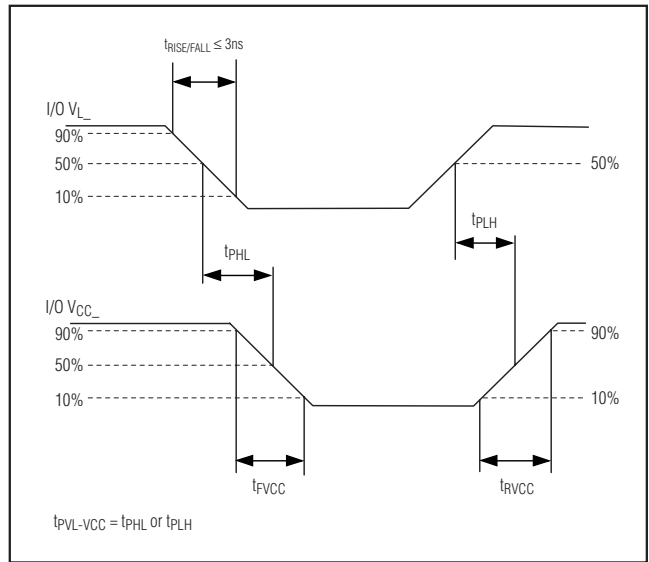 tRISE/FALL ≤ 3ns
I/O VL_
90%
50%
50%
10%
tPLH
tPHL
I/O VCC_
90%
90%
50%
10%
10%
tFVCC
tRVCC
tPVL-VCC = tPHL or tPLH